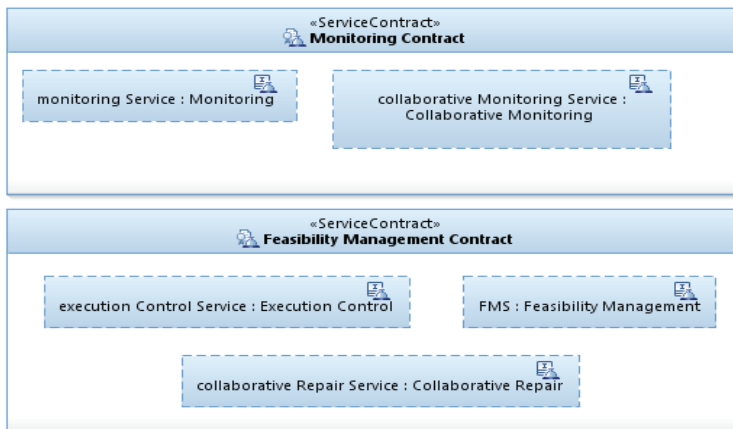 «ServiceContract»
Monitoring Contract
monitoring Service : Monitoring
collaborative Monitoring Service :
Collaborative Monitoring
«ServiceContract»
Feasibility Management Contract
execution Control Service : Execution Control
FMS : Feasibility Management
collaborative Repair Service : Collaborative Repair